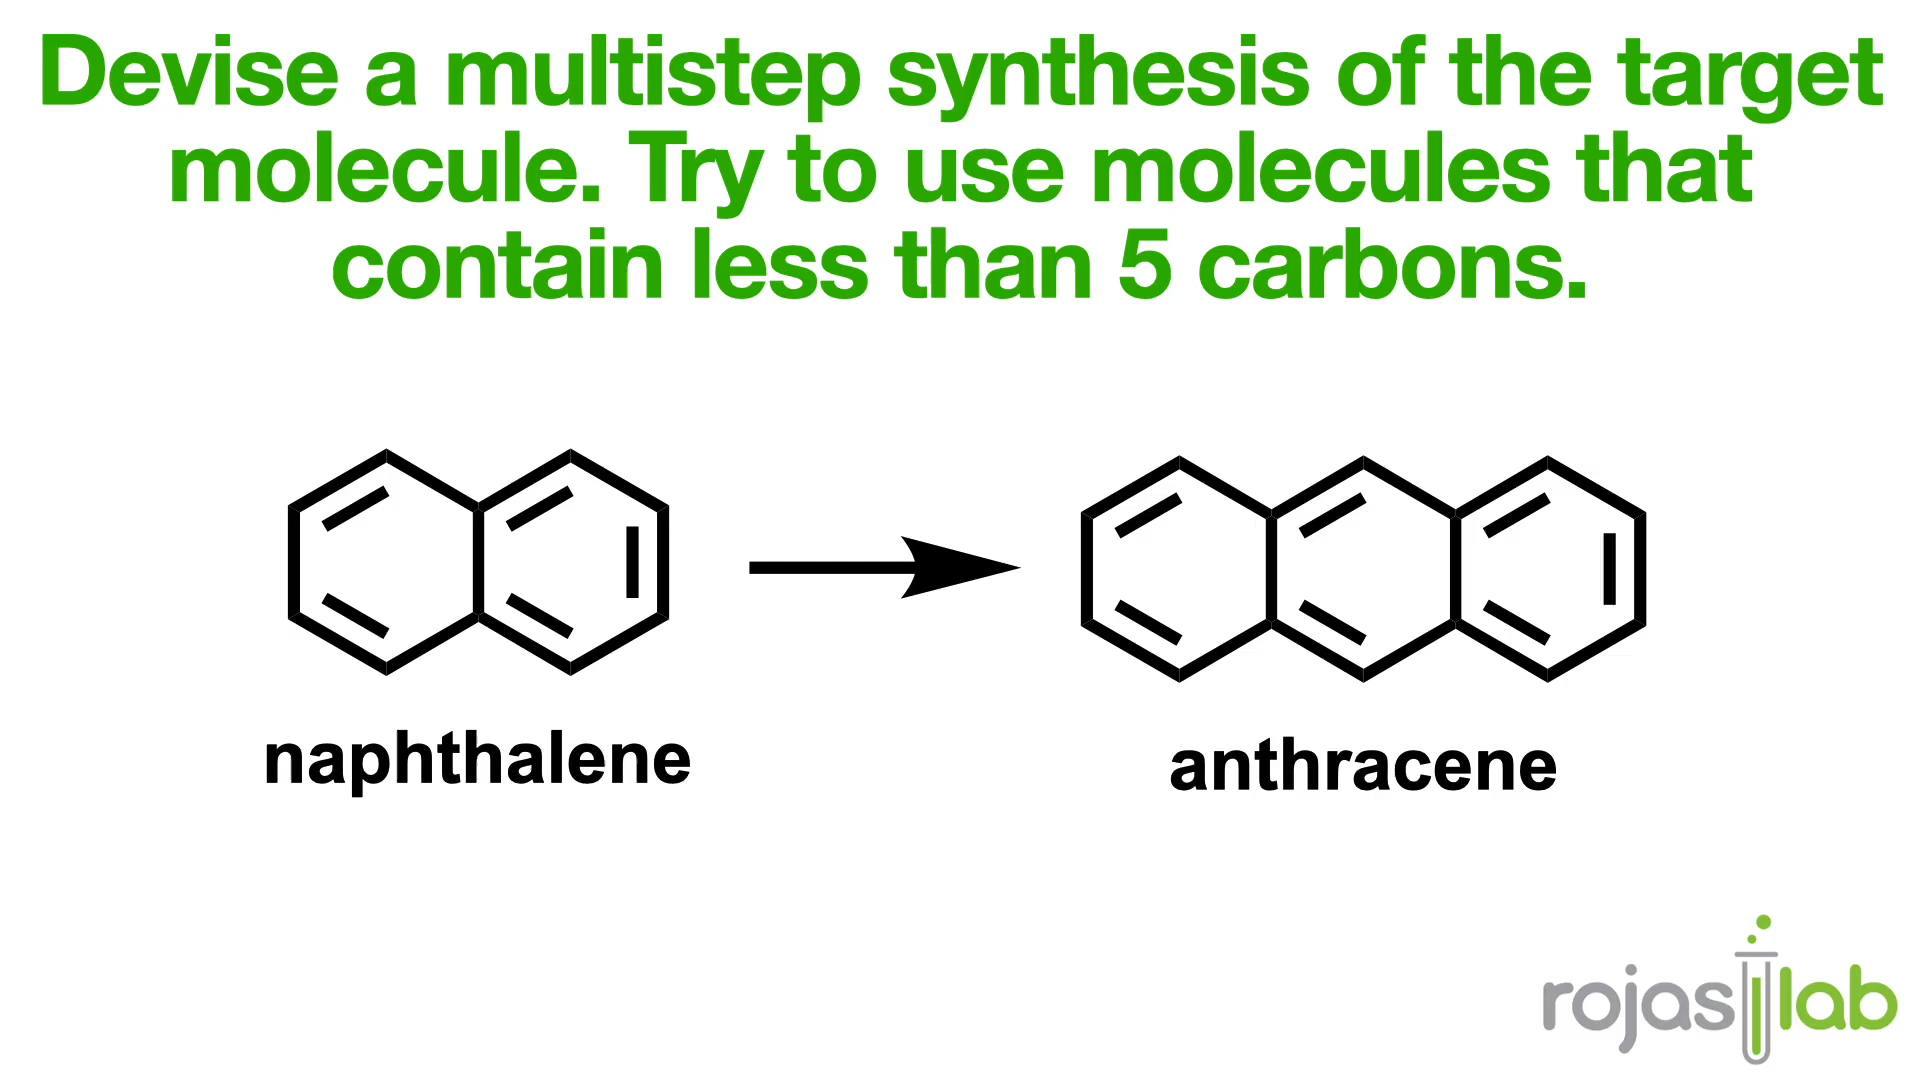 Devise a multistep synthesis of the target
molecule. Try to use molecules that
contain less than 5 carbons.
naphthalene
anthracene
rojaslab